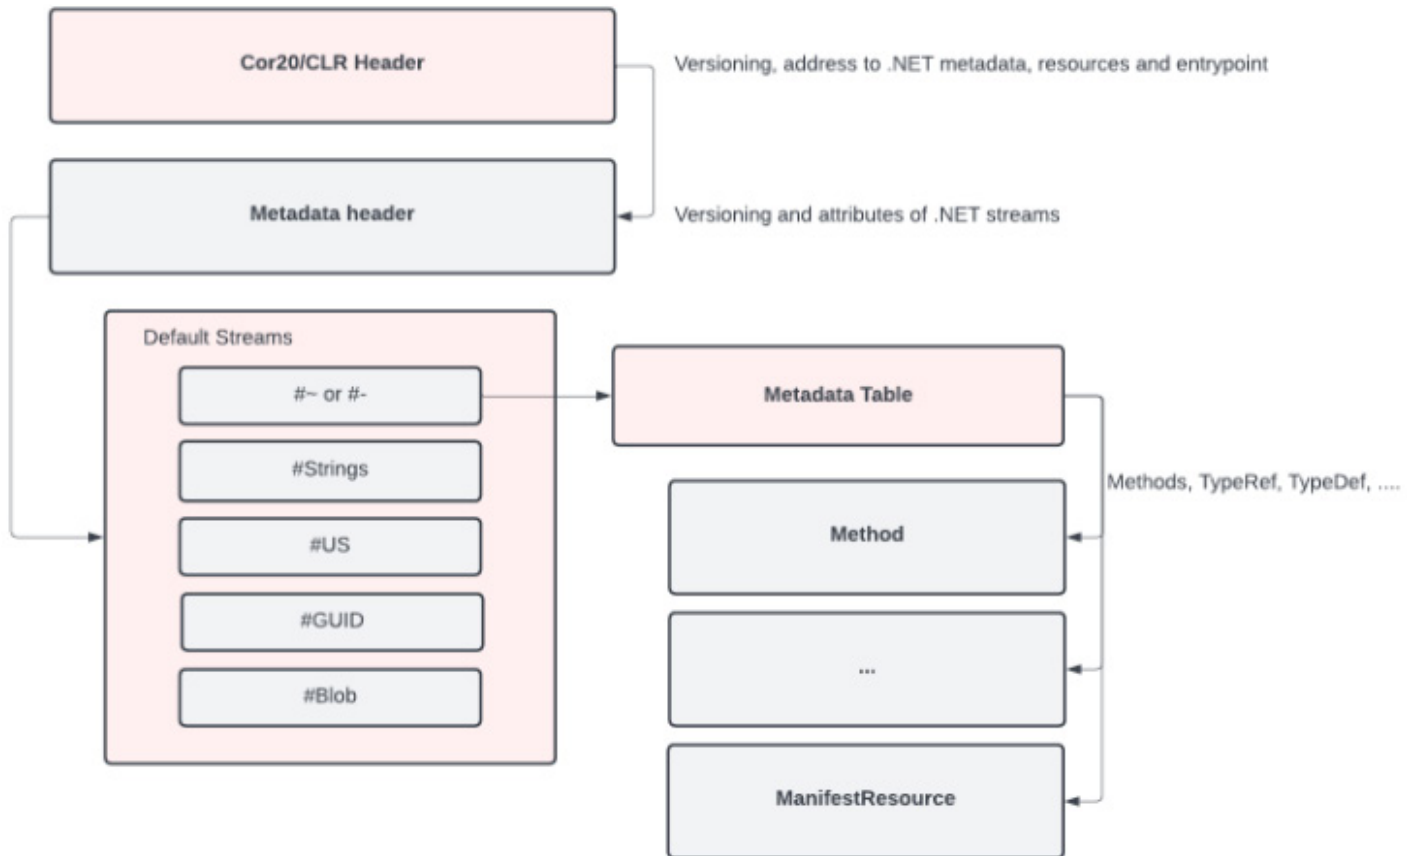 Cor20/CLR Header
Versioning, address to .NET metadata, resources and entrypoint
Metadata header
Versioning and attributes of .NET streams
Default Streams
#~ or #-
#Strings
#US
#GUID
#Blob
Metadata Table
Methods, TypeRef, TypeDef, ....
Method
...
ManifestResource